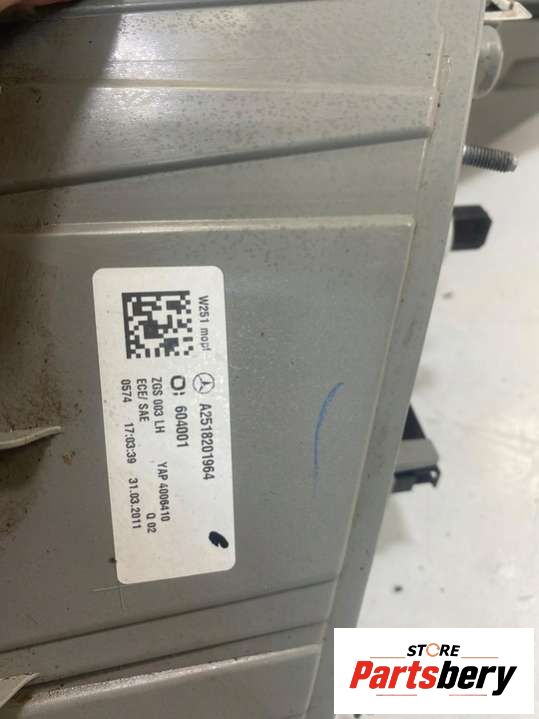 W251 mopf
A2518201964
O: 604001
ZGS 003 LH YAP 4006410
ECE/ SAE Q 02
0574 17:03:39 31.03.2011
STORE
Partsbery